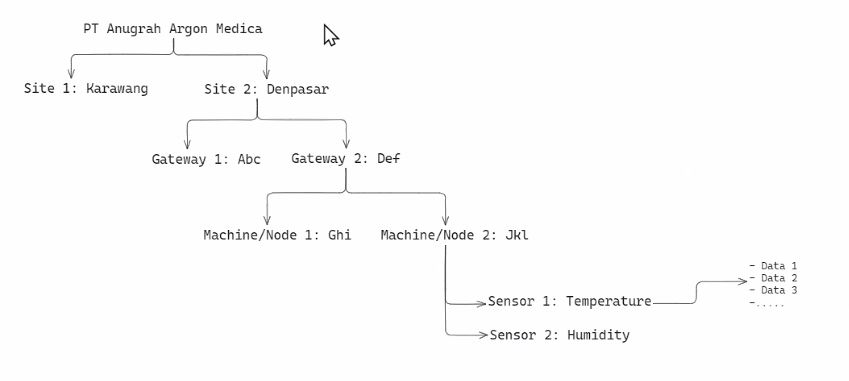 PT Anugrah Argon Medica
Site 1: Karawang
Site 2: Denpasar
Gateway 1: Abc
Gateway 2: Def
Machine/Node 1: Ghi
Machine/Node 2: Jkl
- Data 1
- Data 2
- Data 3
-.....
Sensor 1: Temperature
Sensor 2: Humidity